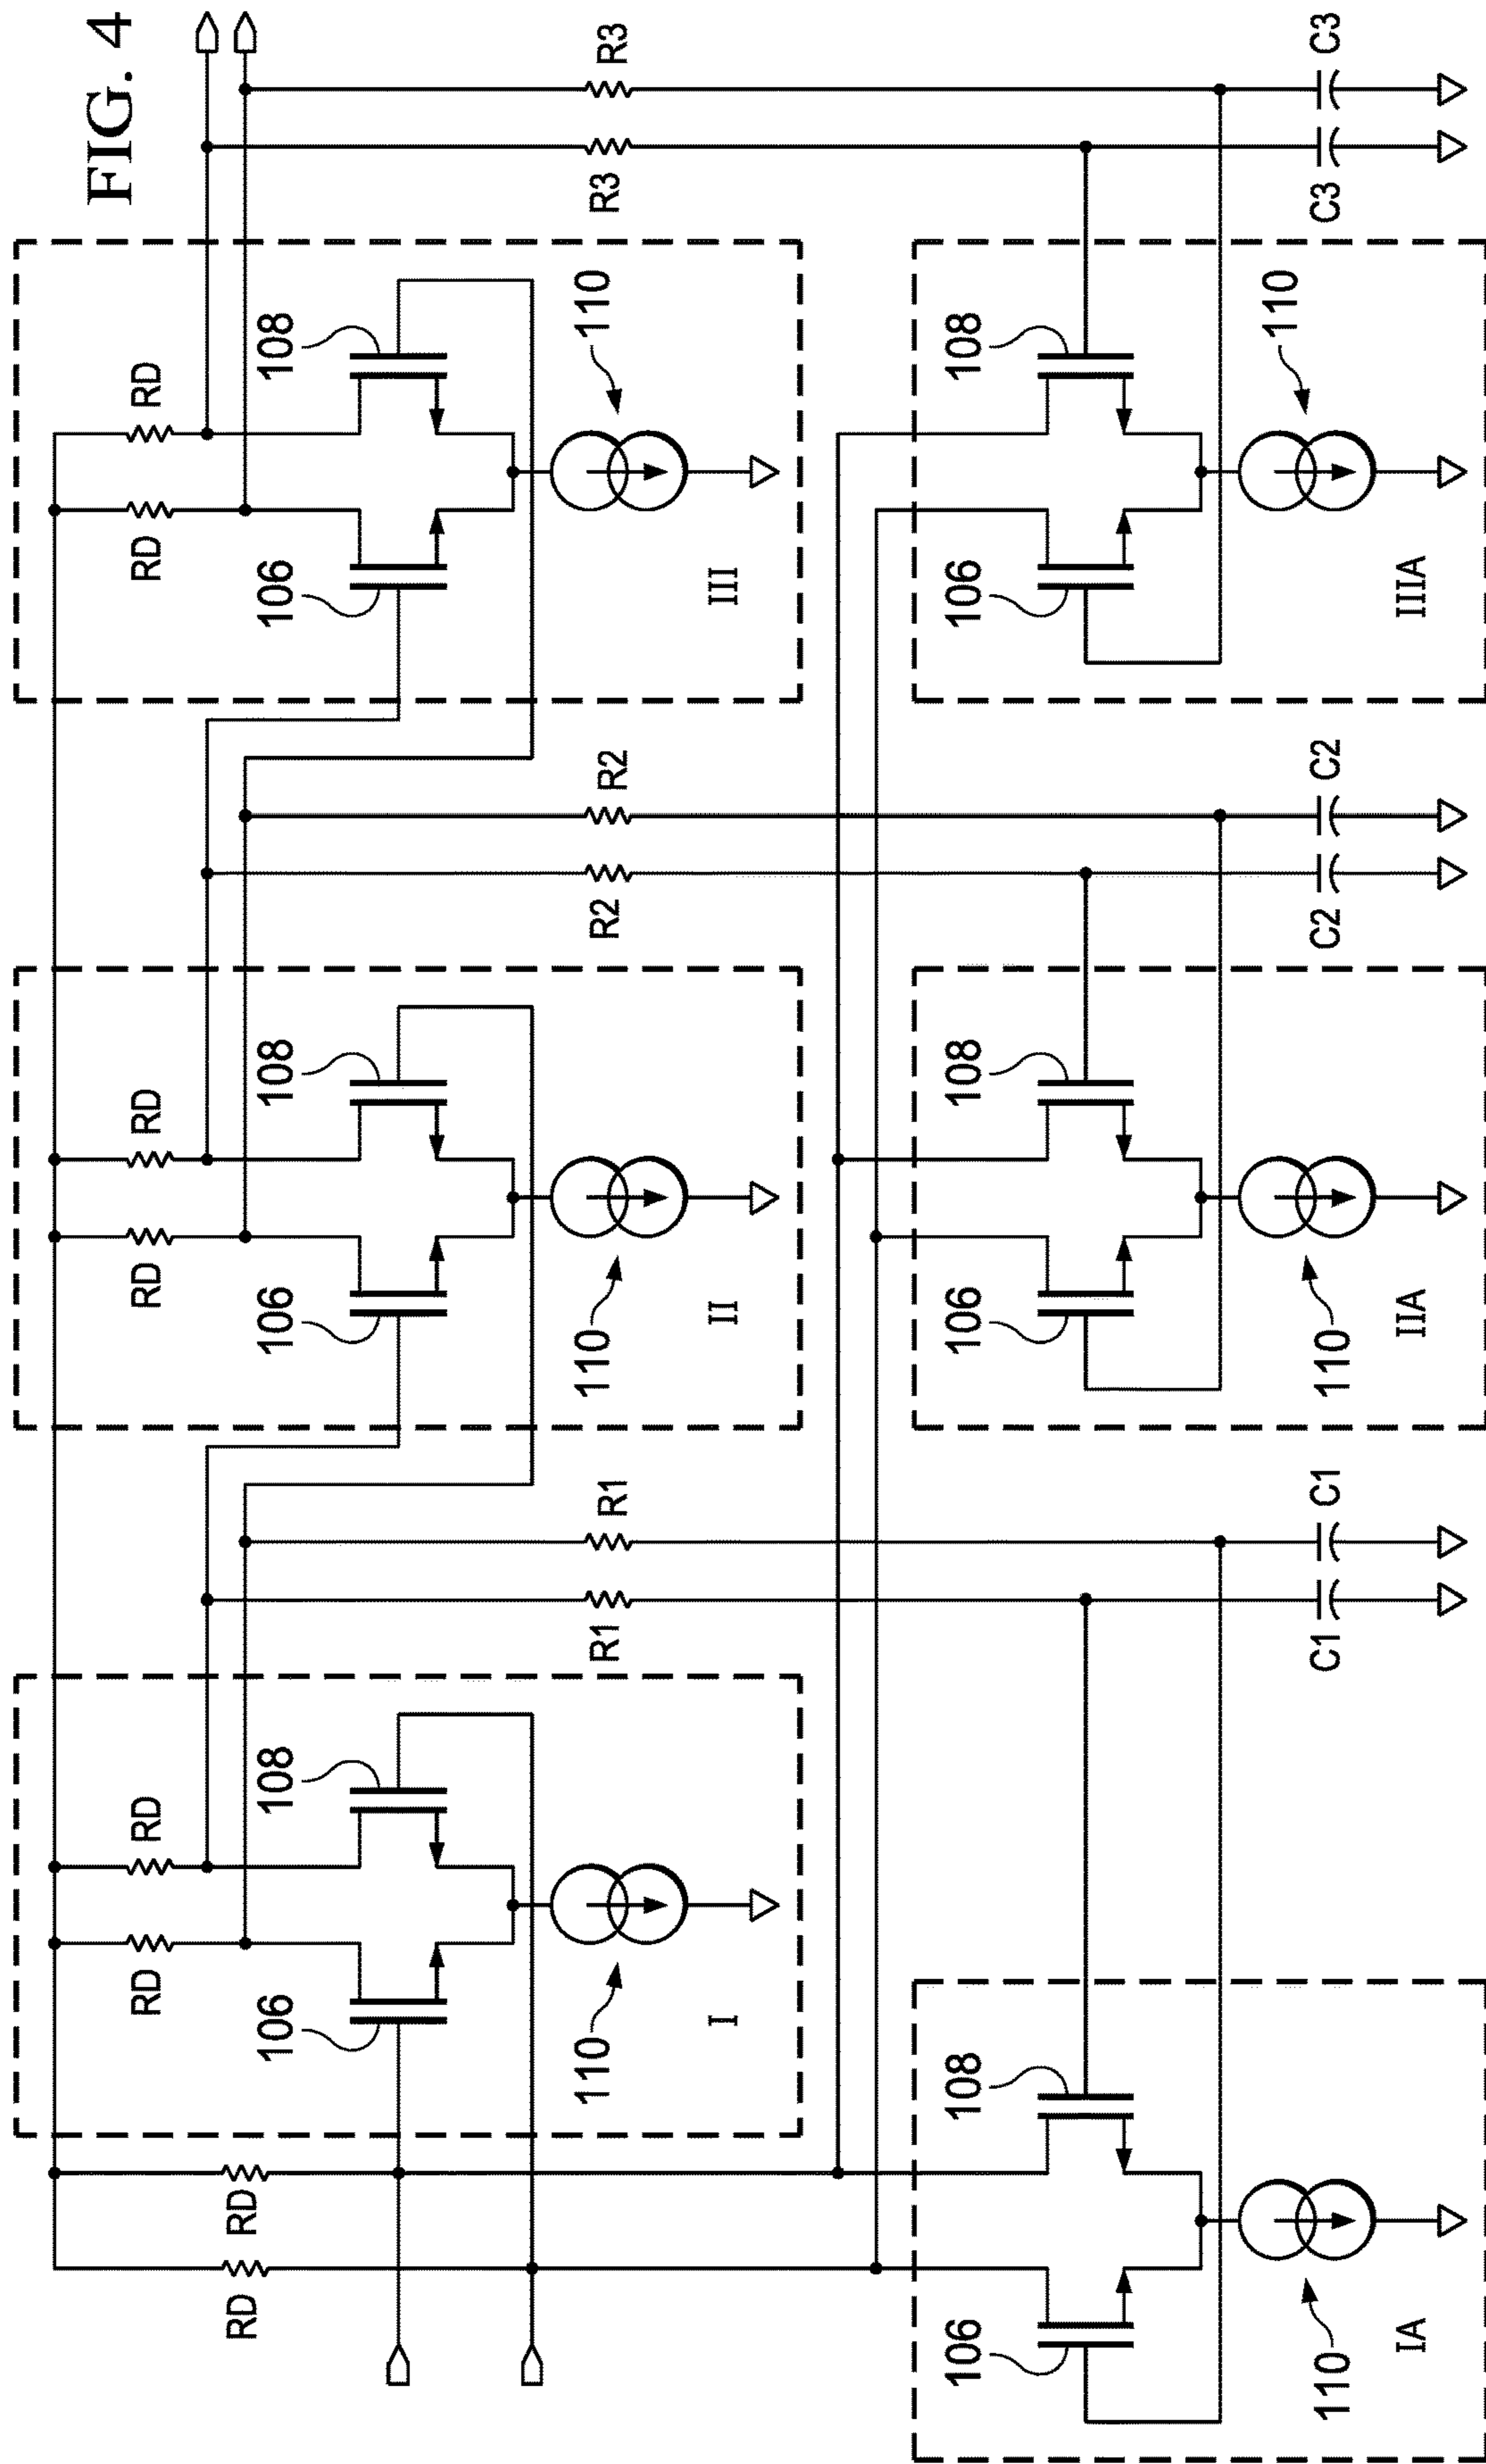 FIG. 4
RD RD RD RD RD RD
RD RD
106 108 106 108 106 108
110 R1 R1 110 R2 R2 110 R3 R3
I II III
106 108 106 108 106 108
110 C1 C1 110 C2 C2 110 C3 C3
IA IIA IIIA